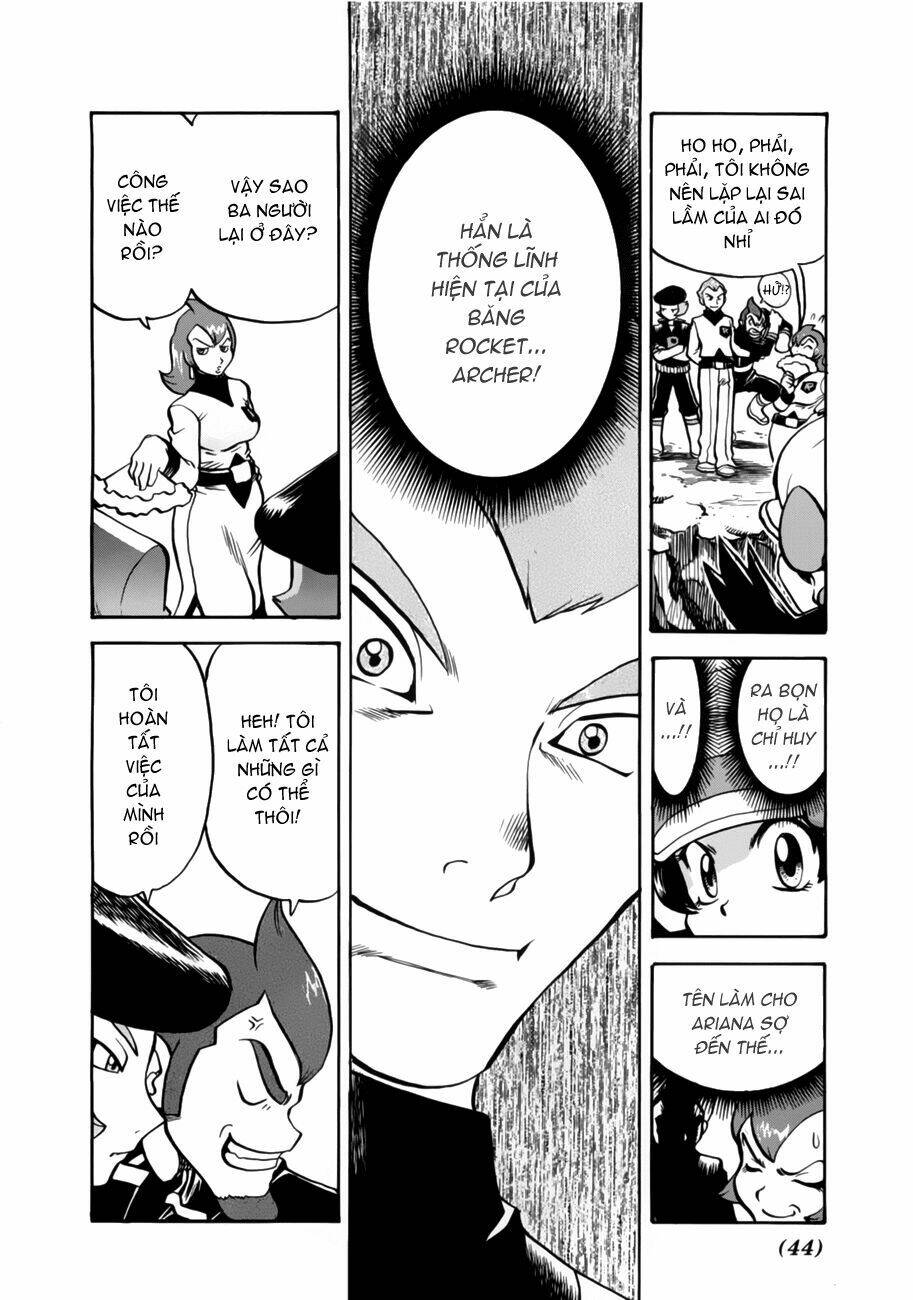 HO HO, PHẢI,
PHẢI, TÔI KHÔNG
NÊN LẶP LẠI SAI
LẦM CỦA AI ĐÓ
NHỈ
HỨ!?
RA BỌN
HỌ LÀ
CHỈ HUY
...!!
VÀ
...!!
TÊN LÀM CHO
ARIANA SỢ
ĐẾN THẾ...
HẲN LÀ
THỐNG LĨNH
HIỆN TẠI CỦA
BĂNG
ROCKET...
ARCHER!
VẬY SAO
BA NGƯỜI
LẠI Ở ĐÂY?
CÔNG
VIỆC THẾ
NÀO
RỒI?
HEH! TÔI
LÀM TẤT CẢ
NHỮNG GÌ
CÓ THỂ
THÔI!
TÔI
HOÀN
TẤT
VIỆC
CỦA
MÌNH
RỒI
(44)